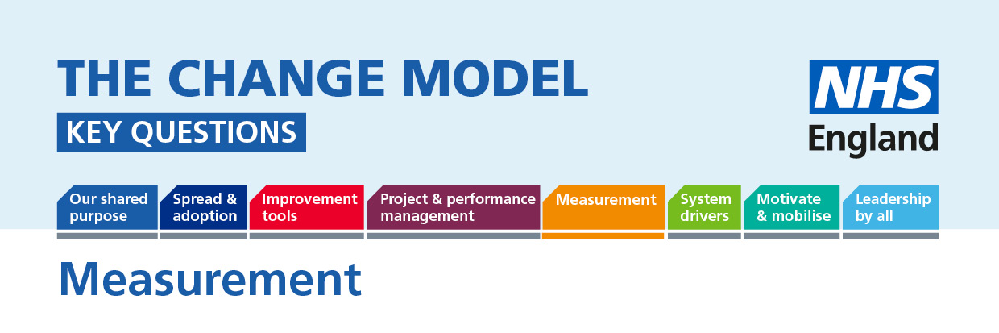 THE CHANGE MODEL
KEY QUESTIONS
NHS
England
Our shared
purpose
Spread &
adoption
Improvement
tools
Project & performance
management
Measurement
System
drivers
Motivate
& mobilise
Leadership
by all
Measurement